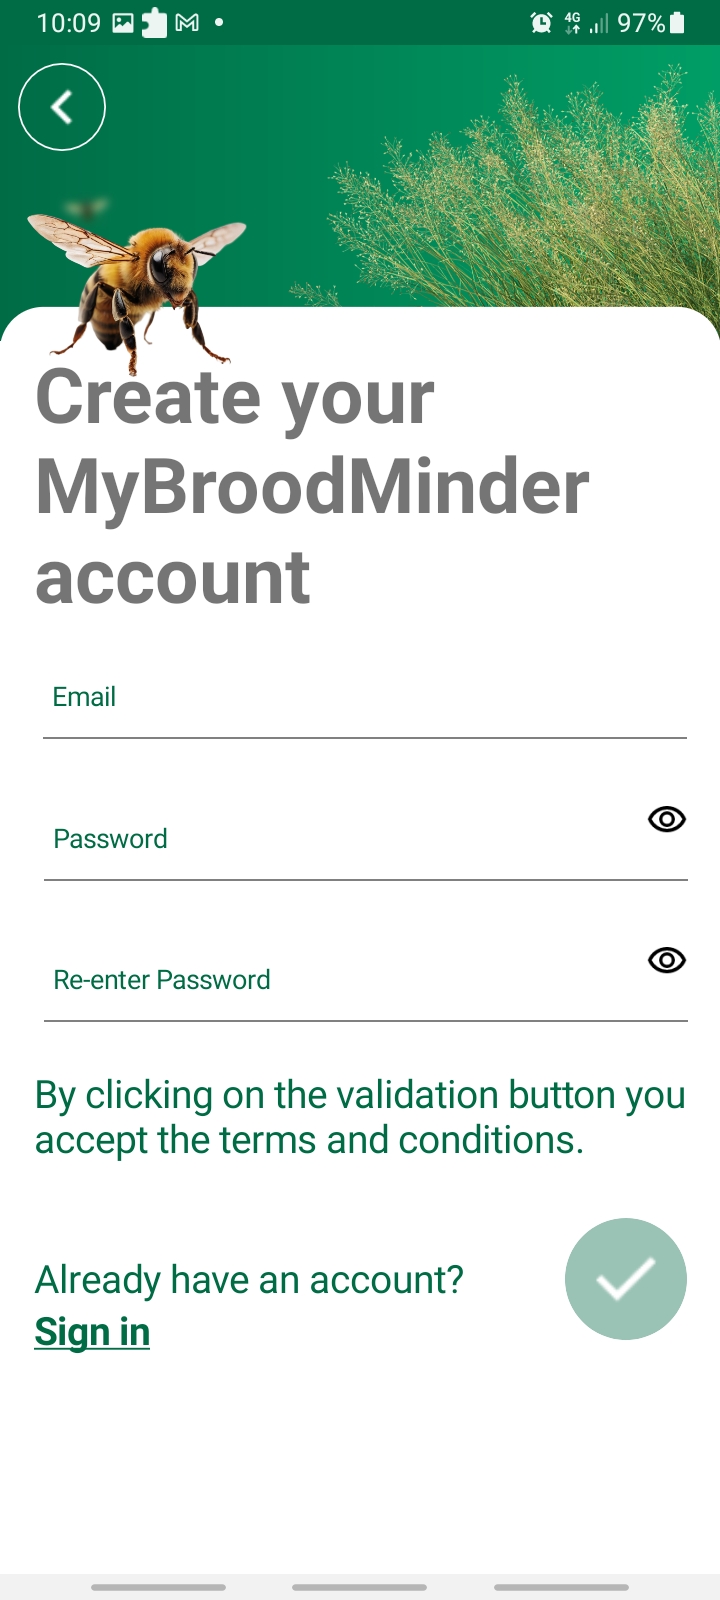 10:09 4G 97%
Create your
MyBroodMinder
account
Email
Password
Re-enter Password
By clicking on the validation button you
accept the terms and conditions.
Already have an account?
Sign in